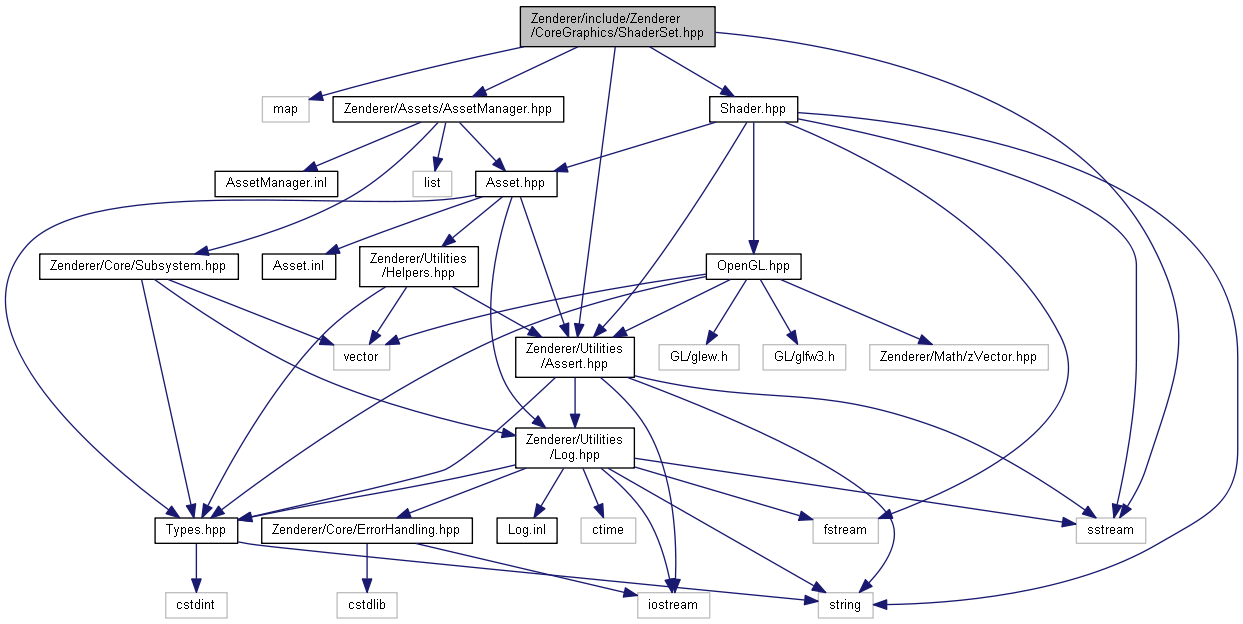 Zenderer/include/Zenderer
/CoreGraphics/ShaderSet.hpp
map
Zenderer/Assets/AssetManager.hpp
Shader.hpp
AssetManager.inl
list
Asset.hpp
Zenderer/Core/Subsystem.hpp
Asset.inl
Zenderer/Utilities
/Helpers.hpp
OpenGL.hpp
vector
Zenderer/Utilities
/Assert.hpp
GL/glew.h
GL/glfw3.h
Zenderer/Math/zVector.hpp
Zenderer/Utilities
/Log.hpp
Types.hpp
Zenderer/Core/ErrorHandling.hpp
Log.inl
ctime
fstream
sstream
cstdint
cstdlib
iostream
string